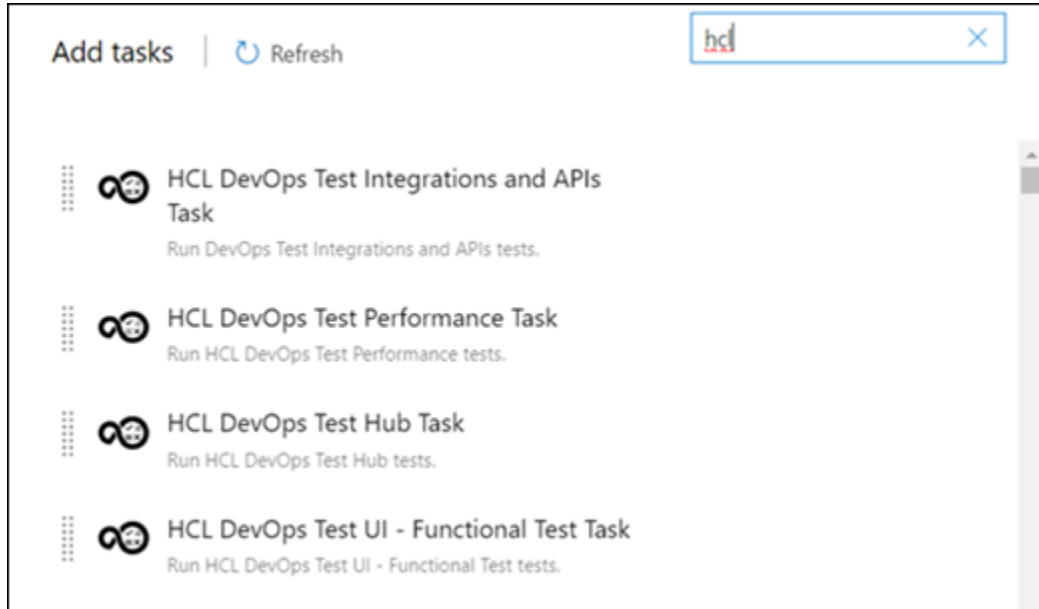 Add tasks
Refresh
hcl
HCL DevOps Test Integrations and APIs
Task
Run DevOps Test Integrations and APIs tests.
HCL DevOps Test Performance Task
Run HCL DevOps Test Performance tests.
HCL DevOps Test Hub Task
Run HCL DevOps Test Hub tests.
HCL DevOps Test UI - Functional Test Task
Run HCL DevOps Test UI - Functional Test tests.